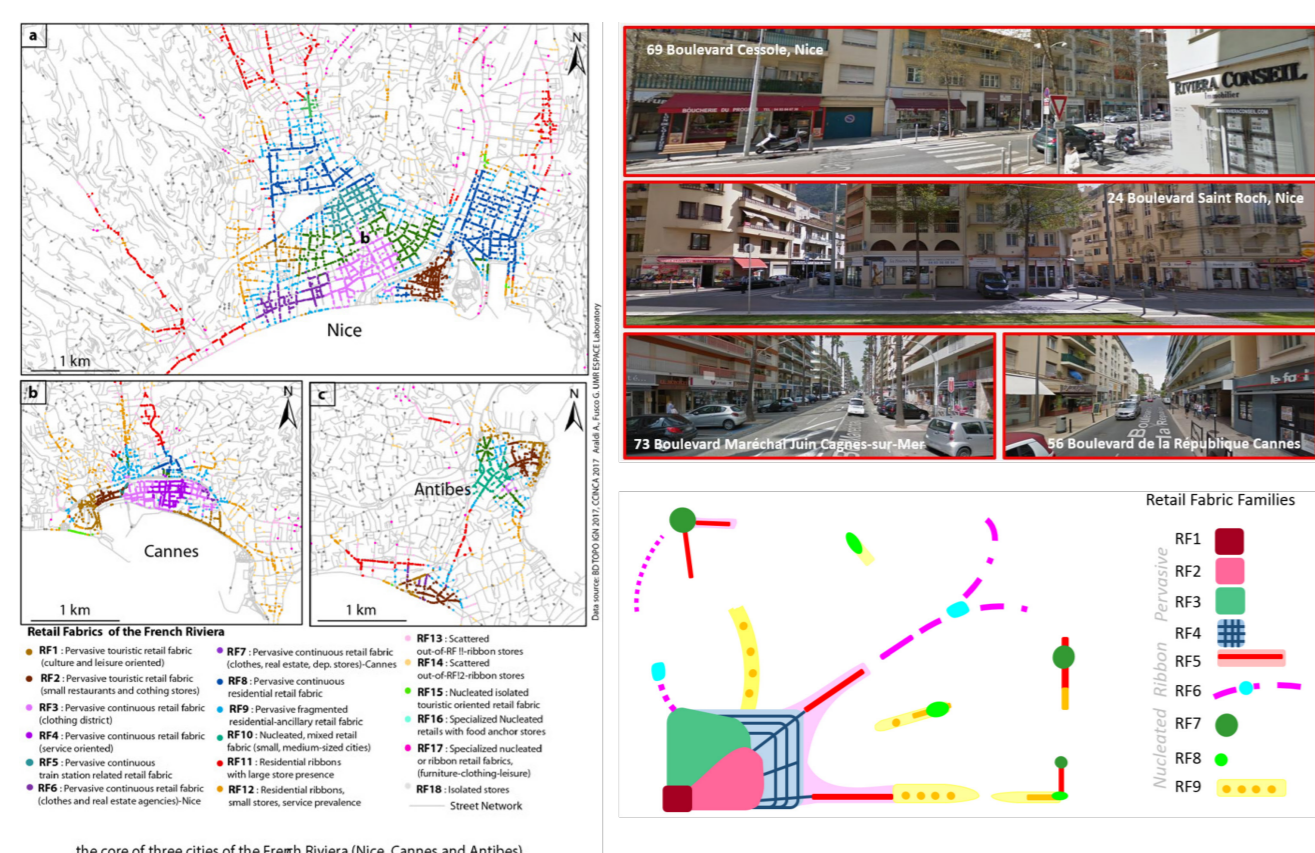 a
N
b
Nice
1 km
b
N
Cannes
1 km
c
N
Antibes
1 km
Data source: BD TOPO IGN 2017, CCINCA 2017 Araldi A., Fusco G. UMR ESPACE Laboratory
Retail Fabrics of the French Riviera
RF1 : Pervasive touristic retail fabric
(culture and leisure oriented)
RF2 : Pervasive touristic retail fabric
(small restaurants and cothing stores)
RF3 : Pervasive continuous retail fabric
(clothing district)
RF4 : Pervasive continuous retail fabric
(service oriented)
RF5 : Pervasive continuous
train station related retail fabric
RF6 : Pervasive continuous retail fabric
(clothes and real estate agencies)-Nice
RF7 : Pervasive continuous retail fabric
(clothes, real estate, dep. stores)-Cannes
RF8 : Pervasive continuous
residential retail fabric
RF9 : Pervasive fragmented
residential-ancillary retail fabric
RF10 : Nucleated, mixed retail
fabric (small, medium-sized cities)
RF11 : Residential ribbons
with large store presence
RF12 : Residential ribbons,
small stores, service prevalence
RF13 : Scattered
out-of-RF !!-ribbon stores
RF14 : Scattered
out-of-RF!2-ribbon stores
RF15 : Nucleated isolated
touristic oriented retail fabric
RF16 : Specialized Nucleated
retails with food anchor stores
RF17 : Specialized nucleated
or ribbon retail fabrics,
(furniture-clothing-leisure)
RF18 : Isolated stores
Street Network
the core of three cities of the French Riviera (Nice, Cannes and Antibes)
69 Boulevard Cessole, Nice
BOUCHERIE DU
RIVIERA CONSEIL
Immobilier
24 Boulevard Saint Roch, Nice
73 Boulevard Maréchal Juin Cagnes-sur-Mer
56 Boulevard de la République Cannes
Retail Fabric Families
Pervasive
Ribbon
Nucleated
RF1
RF2
RF3
RF4
RF5
RF6
RF7
RF8
RF9